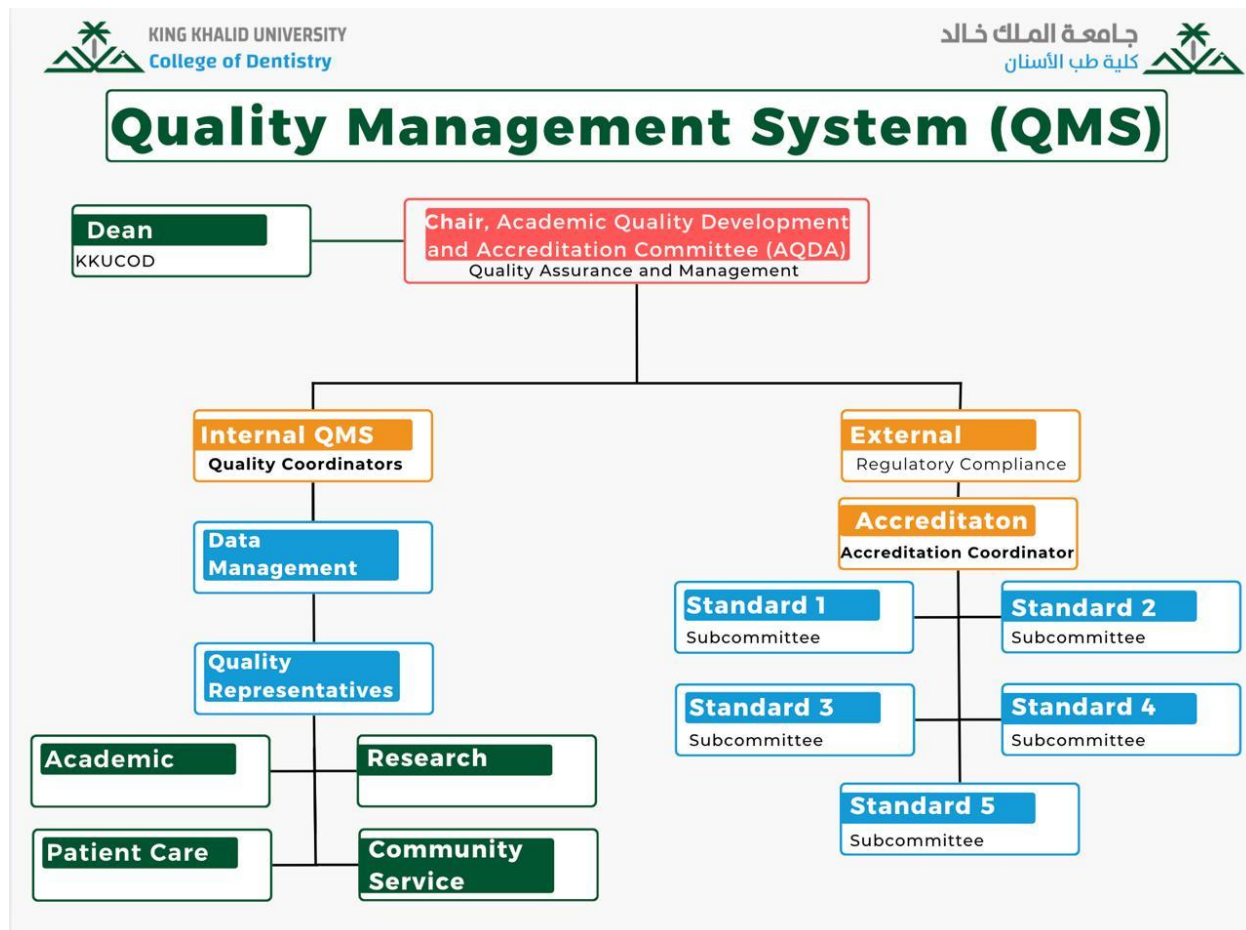 KING KHALID UNIVERSITY
College of Dentistry
جامعة الملك خالد
كلية طب الأسنان
Quality Management System (QMS)
Dean
KKUCOD
Chair, Academic Quality Development
and Accreditation Committee (AQDA)
Quality Assurance and Management
Internal QMS
Quality Coordinators
External
Regulatory Compliance
Data
Management
Accreditaton
Accreditation Coordinator
Standard 1
Subcommittee
Standard 2
Subcommittee
Quality
Representatives
Standard 3
Subcommittee
Standard 4
Subcommittee
Academic
Research
Standard 5
Subcommittee
Patient Care
Community
Service